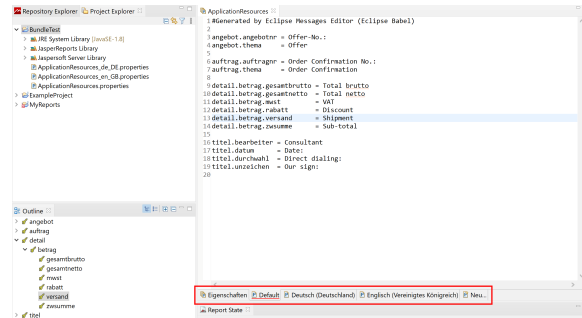 Repository Explorer Project Explorer
BundleTest
JRE System Library [JavaSE-1.8]
JasperReports Library
Jaspersoft Server Library
ApplicationResources_de_DE.properties
ApplicationResources_en_GB.properties
ApplicationResources.properties
ExampleProject
MyReports
Outline
angebot
auftrag
detail
betrag
gesamtbrutto
gesamtnetto
mwst
rabatt
versand
zwsumme
titel
ApplicationResources
1 #Generated by Eclipse Messages Editor (Eclipse Babel)
2
3 angebot.angebotnr = Offer-No.:
4 angebot.thema = Offer
5
6 auftrag.auftragnr = Order Confirmation No.:
7 auftrag.thema = Order Confirmation
8
9 detail.betrag.gesamtbrutto = Total brutto
10 detail.betrag.gesamtnetto = Total netto
11 detail.betrag.mwst = VAT
12 detail.betrag.rabatt = Discount
13 detail.betrag.versand = Shipment
14 detail.betrag.zwsumme = Sub-total
15
16 titel.bearbeiter = Consultant
17 titel.datum = Date:
18 titel.durchwahl = Direct dialing:
19 titel.unzeichen = Our sign:
20
Eigenschaften Default Deutsch (Deutschland) Englisch (Vereinigtes Königreich) Neu...
Report State